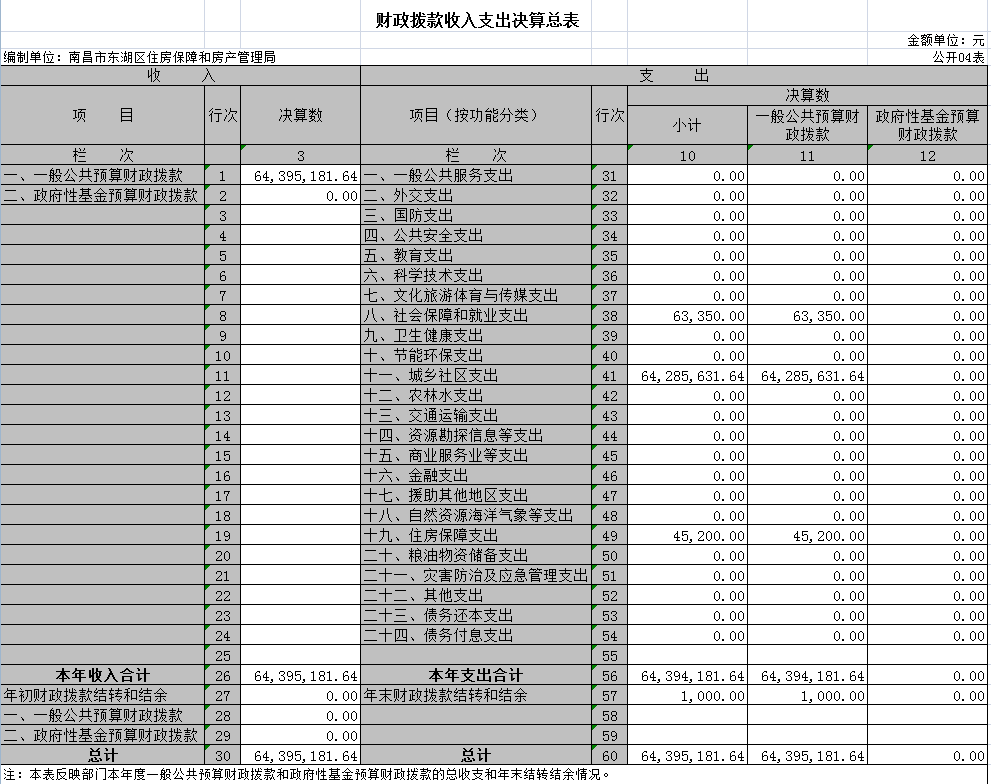 财政拨款收入支出决算总表
金额单位：元
编制单位：南昌市东湖区住房保障和房产管理局 公开04表
收 入 支 出
项 目 行次 决算数 项目（按功能分类） 行次 决算数
小计 一般公共预算财政拨款 政府性基金预算财政拨款
栏 次 3 栏 次 10 11 12
一、一般公共预算财政拨款 1 64,395,181.64 一、一般公共服务支出 31 0.00 0.00 0.00
二、政府性基金预算财政拨款 2 0.00 二、外交支出 32 0.00 0.00 0.00
3 三、国防支出 33 0.00 0.00 0.00
4 四、公共安全支出 34 0.00 0.00 0.00
5 五、教育支出 35 0.00 0.00 0.00
6 六、科学技术支出 36 0.00 0.00 0.00
7 七、文化旅游体育与传媒支出 37 0.00 0.00 0.00
8 八、社会保障和就业支出 38 63,350.00 63,350.00 0.00
9 九、卫生健康支出 39 0.00 0.00 0.00
10 十、节能环保支出 40 0.00 0.00 0.00
11 十一、城乡社区支出 41 64,285,631.64 64,285,631.64 0.00
12 十二、农林水支出 42 0.00 0.00 0.00
13 十三、交通运输支出 43 0.00 0.00 0.00
14 十四、资源勘探信息等支出 44 0.00 0.00 0.00
15 十五、商业服务业等支出 45 0.00 0.00 0.00
16 十六、金融支出 46 0.00 0.00 0.00
17 十七、援助其他地区支出 47 0.00 0.00 0.00
18 十八、自然资源海洋气象等支出 48 0.00 0.00 0.00
19 十九、住房保障支出 49 45,200.00 45,200.00 0.00
20 二十、粮油物资储备支出 50 0.00 0.00 0.00
21 二十一、灾害防治及应急管理支出 51 0.00 0.00 0.00
22 二十二、其他支出 52 0.00 0.00 0.00
23 二十三、债务还本支出 53 0.00 0.00 0.00
24 二十四、债务付息支出 54 0.00 0.00 0.00
25 55
本年收入合计 26 64,395,181.64 本年支出合计 56 64,394,181.64 64,394,181.64 0.00
年初财政拨款结转和结余 27 0.00 年末财政拨款结转和结余 57 1,000.00 1,000.00 0.00
一、一般公共预算财政拨款 28 0.00 58
二、政府性基金预算财政拨款 29 0.00 59
总计 30 64,395,181.64 总计 60 64,395,181.64 64,395,181.64 0.00
注：本表反映部门本年度一般公共预算财政拨款和政府性基金预算财政拨款的总收支和年末结转结余情况。